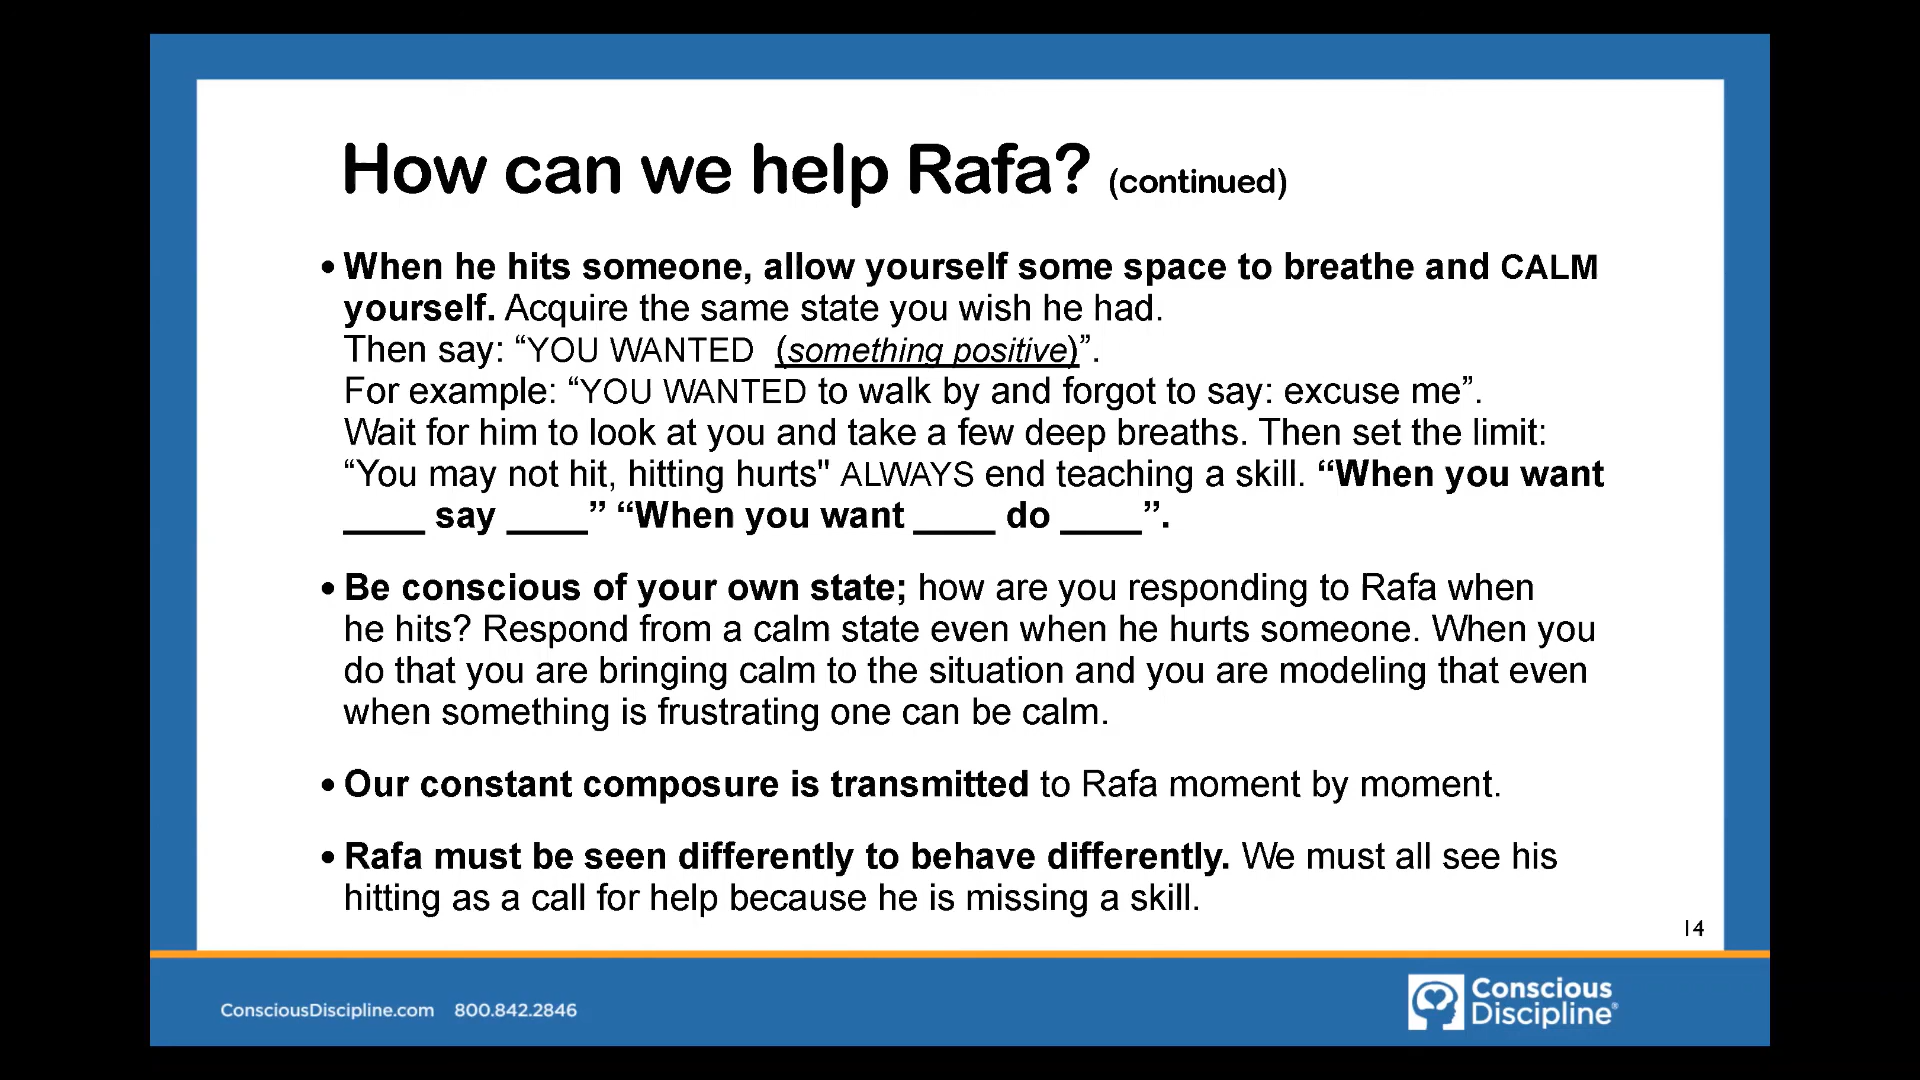 How can we help Rafa? (continued)
• When he hits someone, allow yourself some space to breathe and CALM
yourself. Acquire the same state you wish he had.
Then say: “YOU WANTED (something positive)”.
For example: “YOU WANTED to walk by and forgot to say: excuse me”.
Wait for him to look at you and take a few deep breaths. Then set the limit:
“You may not hit, hitting hurts" ALWAYS end teaching a skill. “When you want
____ say ____” “When you want ____ do ____”.
• Be conscious of your own state; how are you responding to Rafa when
he hits? Respond from a calm state even when he hurts someone. When you
do that you are bringing calm to the situation and you are modeling that even
when something is frustrating one can be calm.
• Our constant composure is transmitted to Rafa moment by moment.
• Rafa must be seen differently to behave differently. We must all see his
hitting as a call for help because he is missing a skill.
14
ConsciousDiscipline.com 800.842.2846
Conscious
Discipline®